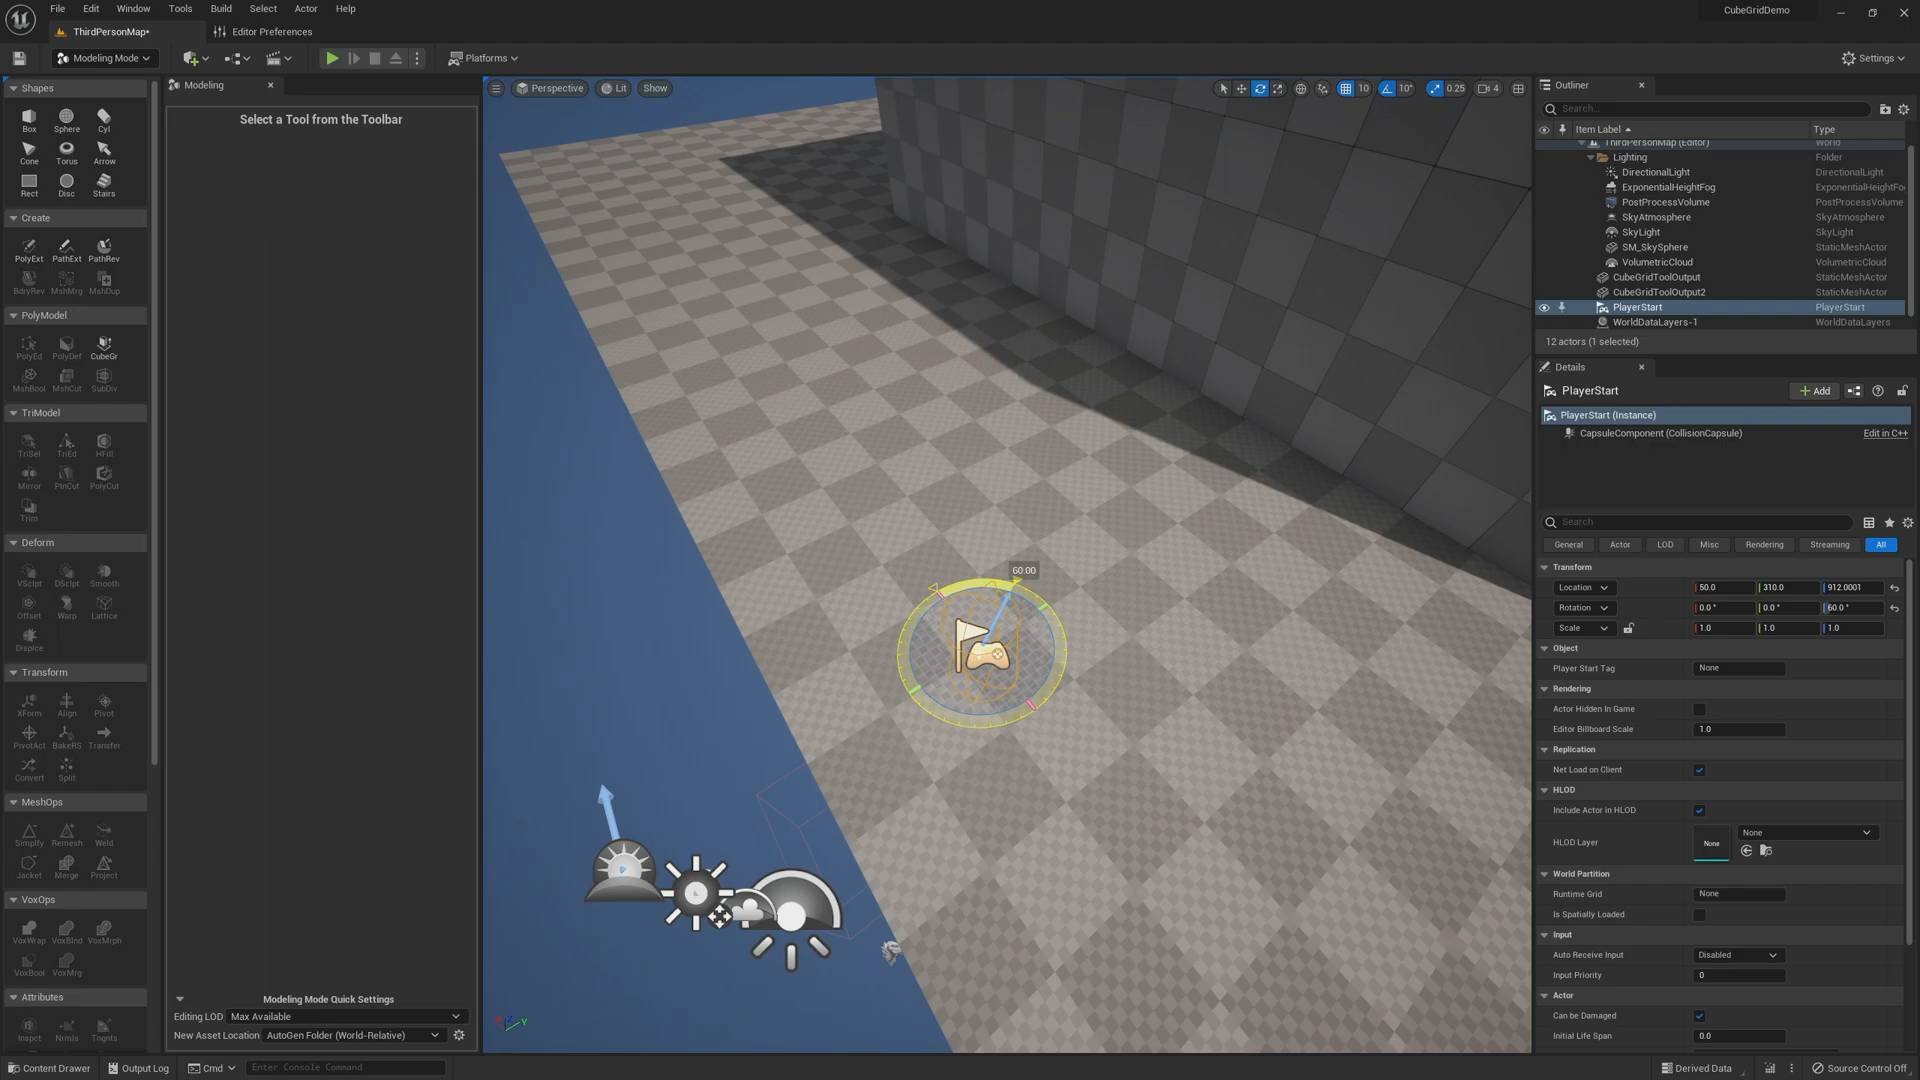 File Edit Window Tools Build Select Actor Help
CubeGridDemo
ThirdPersonMap•
Editor Preferences
Modeling Mode
Platforms
Settings
Shapes
Box Sphere Cyl
Cone Torus Arrow
Rect Disc Stairs
Create
PolyExt PathExt PathRev
BdryRev MshMrg MshDup
PolyModel
PolyEd PolyDef CubeGr
MshBool MshCut SubDiv
TriModel
TriSel TriEd HFill
Mirror PlnCut PolyCut
Trim
Deform
VSclpt DSclpt Smooth
Offset Warp Lattice
Displce
Transform
XForm Align Pivot
PivotAct BakeRS Transfer
Convert Split
MeshOps
Simplfy Remesh Weld
Jacket Merge Project
VoxOps
VoxWrap VoxBlnd VoxMrph
VoxBool VoxMrg
Attributes
Inspct Nrmls Tngnts
Modeling
Select a Tool from the Toolbar
Modeling Mode Quick Settings
Editing LOD Max Available
New Asset Location AutoGen Folder (World-Relative)
Perspective Lit Show
10 10° 0.25 4
60.00
Z Y
Outliner
Search...
Item Label Type
ThirdPersonMap (Editor) World
Lighting Folder
DirectionalLight DirectionalLight
ExponentialHeightFog ExponentialHeightFo
PostProcessVolume PostProcessVolume
SkyAtmosphere SkyAtmosphere
SkyLight SkyLight
SM_SkySphere StaticMeshActor
VolumetricCloud VolumetricCloud
CubeGridToolOutput StaticMeshActor
CubeGridToolOutput2 StaticMeshActor
PlayerStart PlayerStart
WorldDataLayers-1 WorldDataLayers
12 actors (1 selected)
Details
PlayerStart
Add
PlayerStart (Instance)
CapsuleComponent (CollisionCapsule) Edit in C++
Search
General Actor LOD Misc Rendering Streaming All
Transform
Location 50.0 310.0 912.0001
Rotation 0.0 ° 0.0 ° 60.0 °
Scale 1.0 1.0 1.0
Object
Player Start Tag None
Rendering
Actor Hidden In Game
Editor Billboard Scale 1.0
Replication
Net Load on Client
HLOD
Include Actor in HLOD
HLOD Layer None None
World Partition
Runtime Grid None
Is Spatially Loaded
Input
Auto Receive Input Disabled
Input Priority 0
Actor
Can be Damaged
Initial Life Span 0.0
Content Drawer Output Log Cmd Enter Console Command
Derived Data Source Control Off